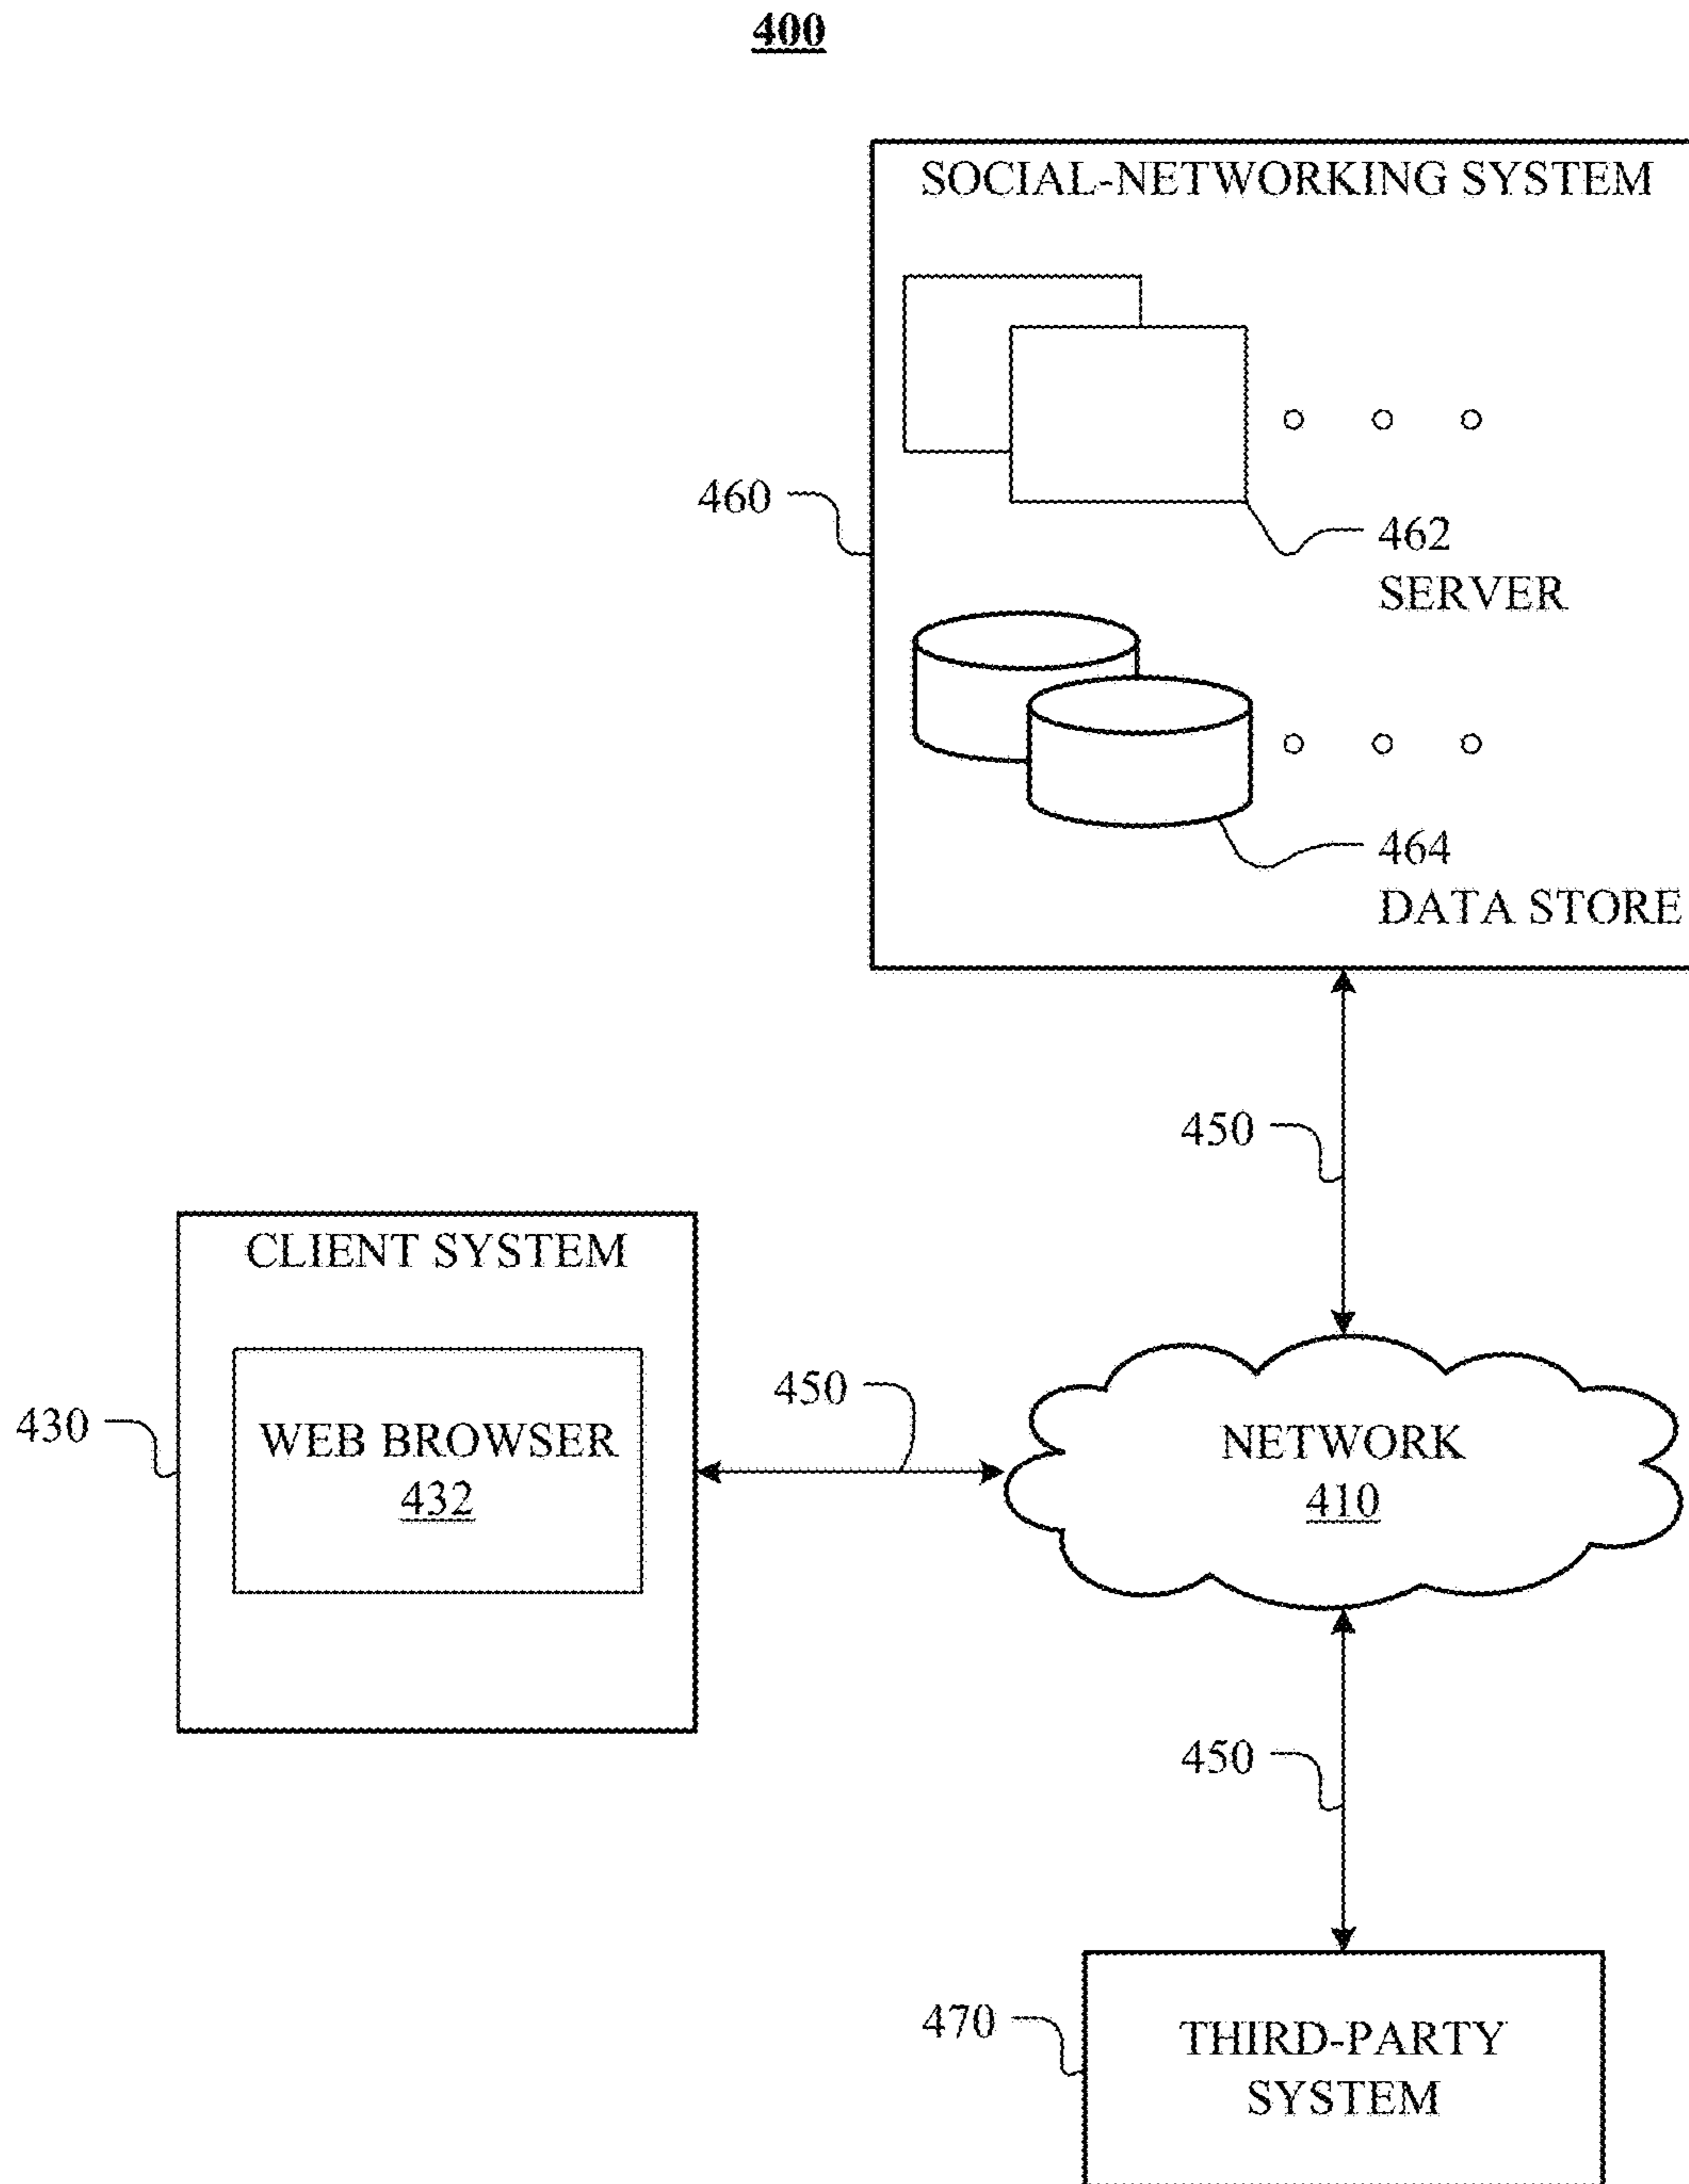 400
SOCIAL-NETWORKING SYSTEM
460
462
SERVER
464
DATA STORE
450
CLIENT SYSTEM
430
WEB BROWSER
432
450
NETWORK
410
450
470
THIRD-PARTY
SYSTEM